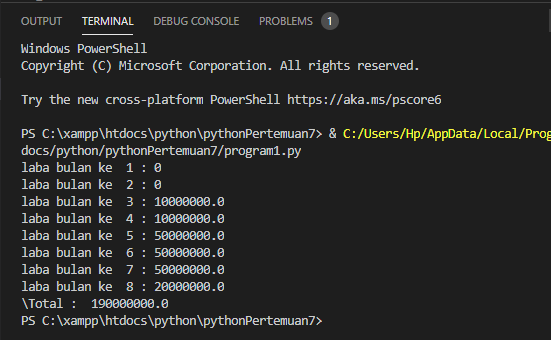 OUTPUT TERMINAL DEBUG CONSOLE PROBLEMS 1
Windows PowerShell
Copyright (C) Microsoft Corporation. All rights reserved.
Try the new cross-platform PowerShell https://aka.ms/pscore6
PS C:\xampp\htdocs\python\pythonPertemuan7> & C:/Users/Hp/AppData/Local/Prog
docs/python/pythonPertemuan7/program1.py
laba bulan ke  1 : 0
laba bulan ke  2 : 0
laba bulan ke  3 : 10000000.0
laba bulan ke  4 : 10000000.0
laba bulan ke  5 : 50000000.0
laba bulan ke  6 : 50000000.0
laba bulan ke  7 : 50000000.0
laba bulan ke  8 : 20000000.0
\Total :  190000000.0
PS C:\xampp\htdocs\python\pythonPertemuan7>